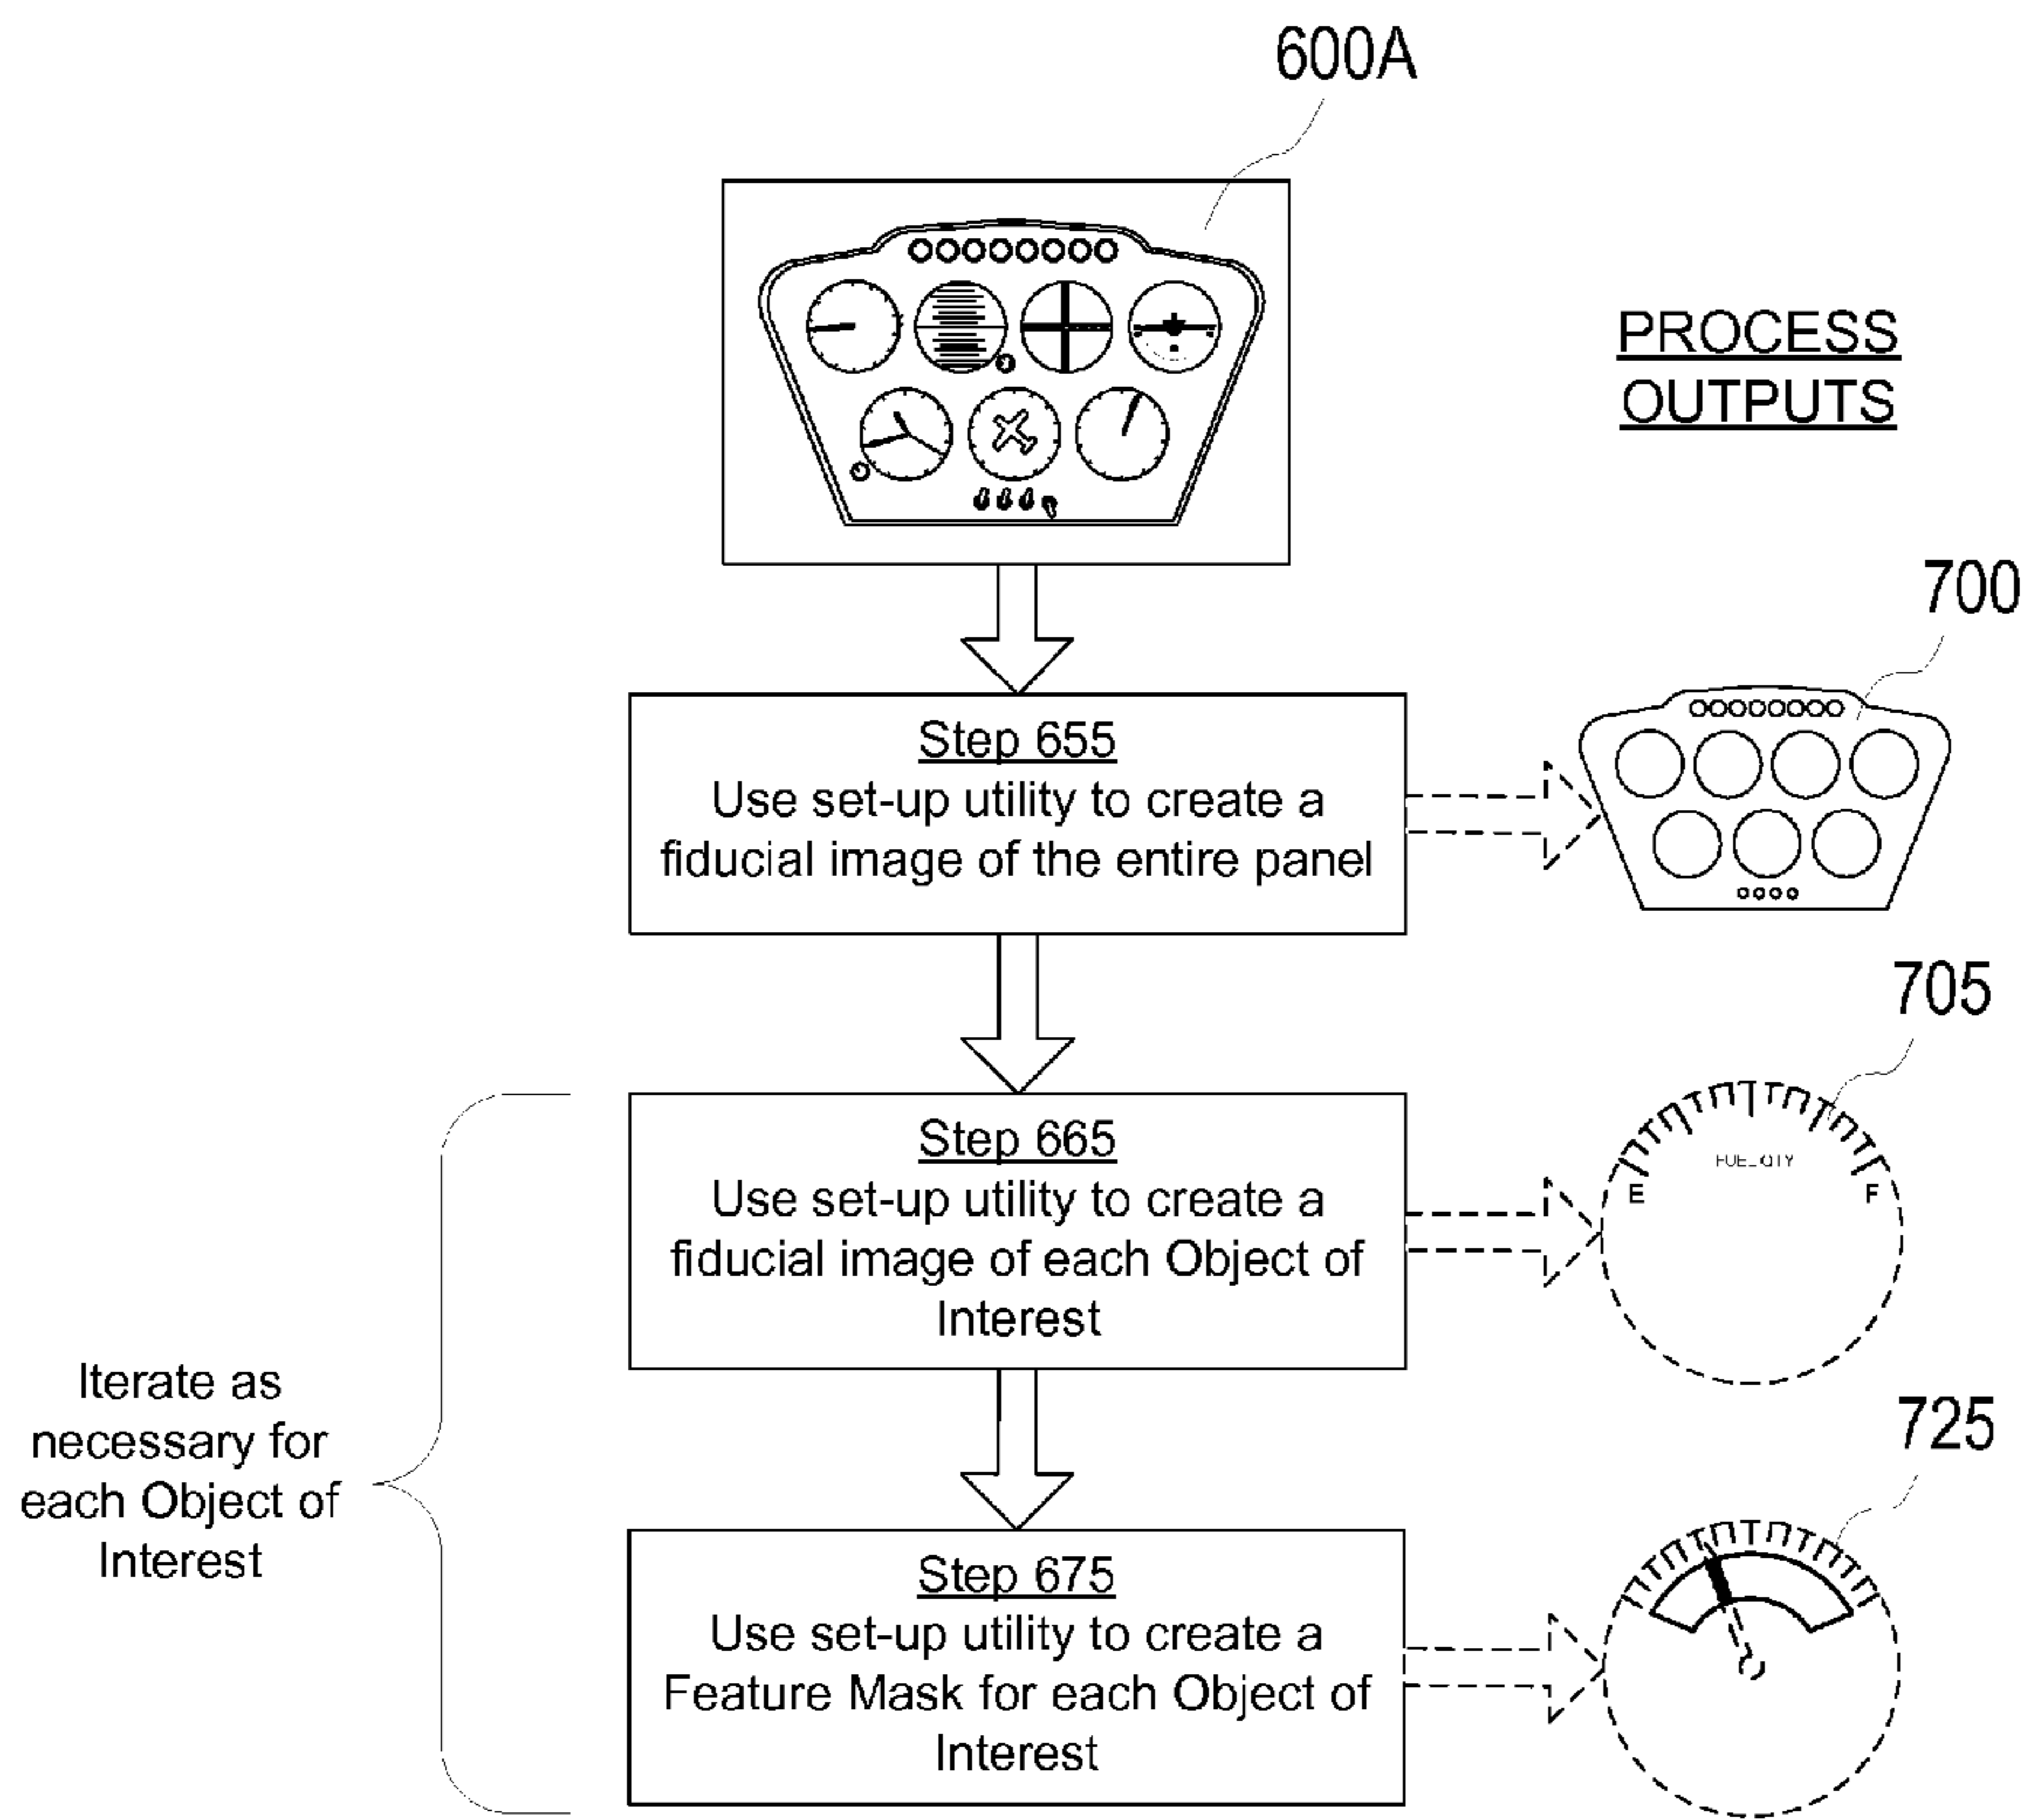 600A
PROCESS
OUTPUTS
700
Step 655
Use set-up utility to create a
fiducial image of the entire panel
705
Step 665
Use set-up utility to create a
fiducial image of each Object of
Interest
FUEL QTY
E
F
Iterate as
necessary for
each Object of
Interest
725
Step 675
Use set-up utility to create a
Feature Mask for each Object of
Interest